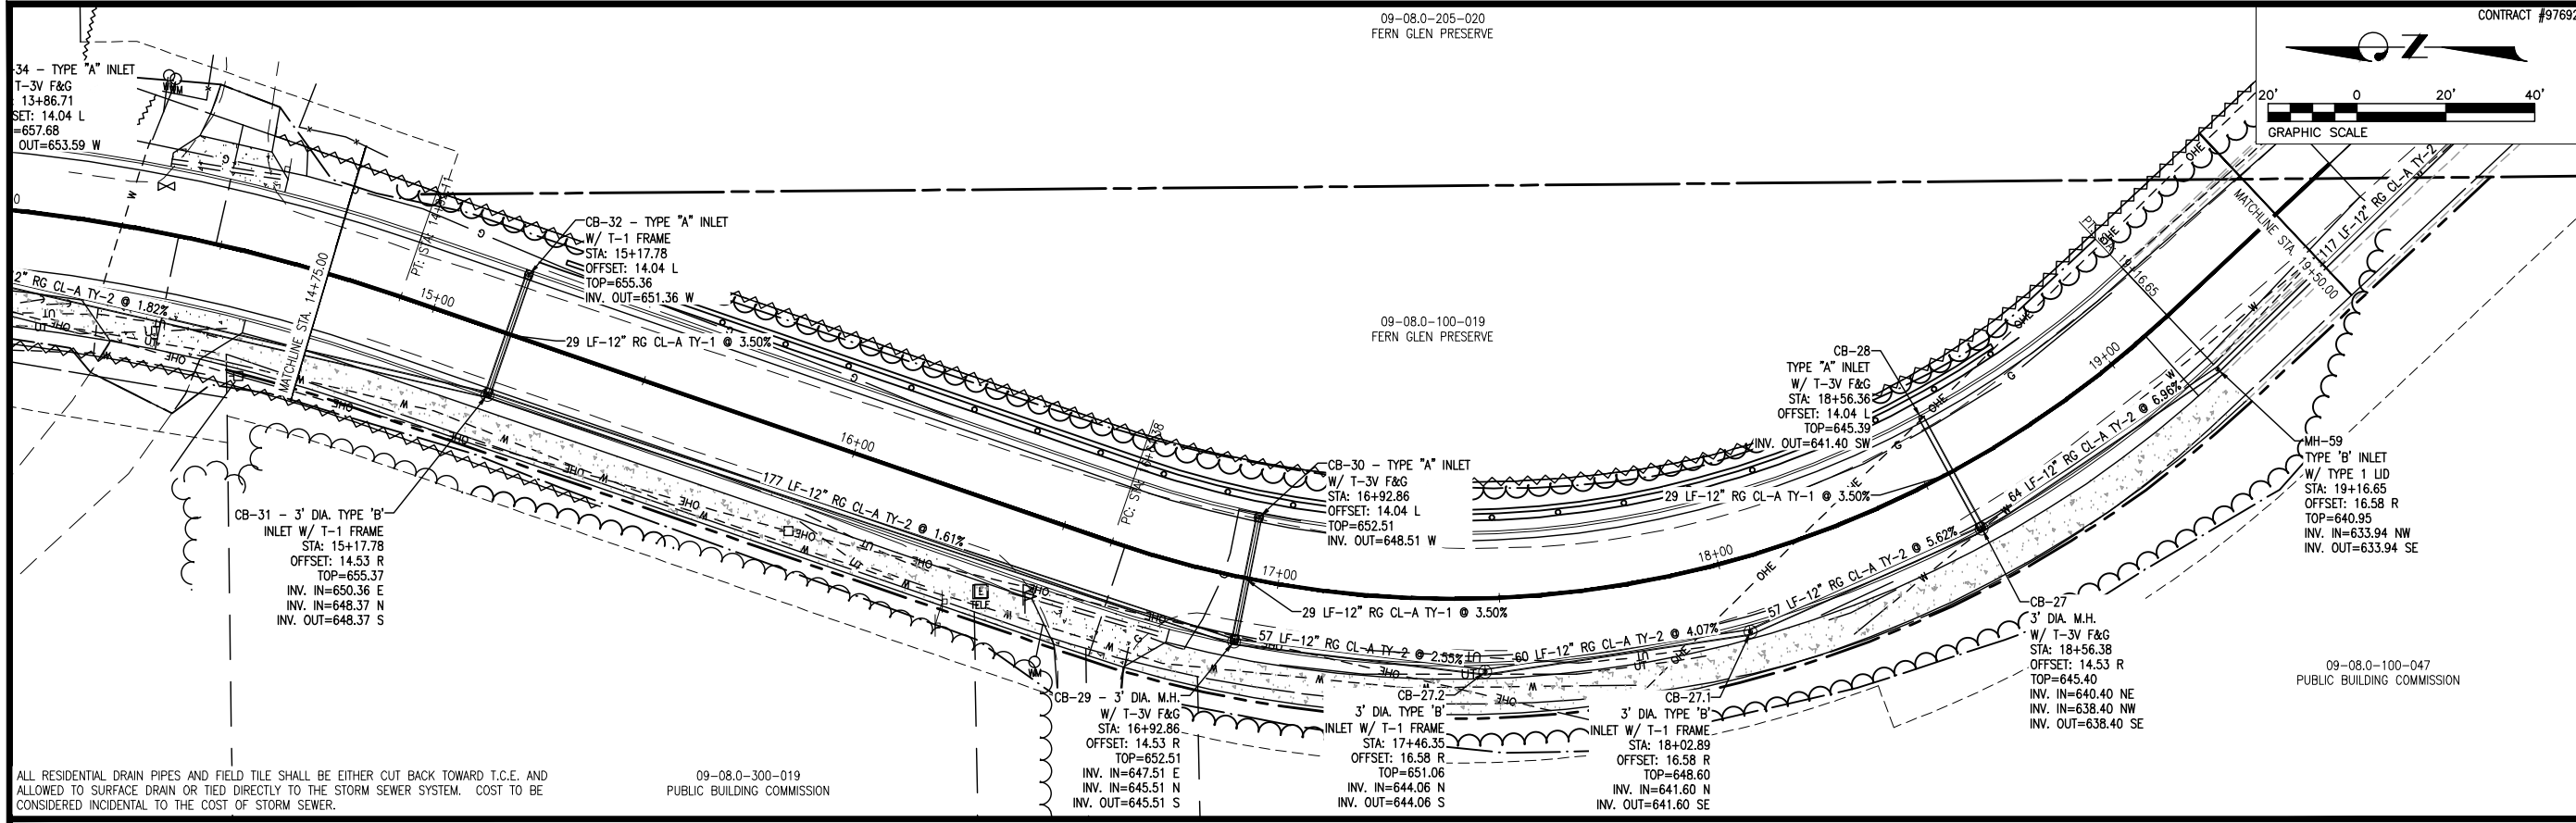 09-08.0-205-020
FERN GLEN PRESERVE
CONTRACT #97692
N
20' 0 20' 40'
GRAPHIC SCALE
-34 - TYPE "A" INLET
T-3V F&G
13+86.71
SET: 14.04 L
=657.68
OUT=653.59 W
MATCHLINE STA. 14+75.00
2" RG CL-A TY-2 @ 1.82%
15+00
CB-32 - TYPE "A" INLET
W/ T-1 FRAME
STA: 15+17.78
OFFSET: 14.04 L
TOP=655.36
INV. OUT=651.36 W
29 LF-12" RG CL-A TY-1 @ 3.50%
09-08.0-100-019
FERN GLEN PRESERVE
16+00
177 LF-12" RG CL-A TY-2 @ 1.61%
CB-31 - 3' DIA. TYPE 'B'
INLET W/ T-1 FRAME
STA: 15+17.78
OFFSET: 14.53 R
TOP=655.37
INV. IN=650.36 E
INV. IN=648.37 N
INV. OUT=648.37 S
CB-30 - TYPE "A" INLET
W/ T-3V F&G
STA: 16+92.86
OFFSET: 14.04 L
TOP=652.51
INV. OUT=648.51 W
17+00
29 LF-12" RG CL-A TY-1 @ 3.50%
57 LF-12" RG CL-A TY-2 @ 2.55%
60 LF-12" RG CL-A TY-2 @ 4.07%
57 LF-12" RG CL-A TY-2 @ 5.62%
64 LF-12" RG CL-A TY-2 @ 6.96%
117 LF-12" RG CL-A TY-2
18+00
19+00
CB-28
TYPE "A" INLET
W/ T-3V F&G
STA: 18+56.36
OFFSET: 14.04 L
TOP=645.39
INV. OUT=641.40 SW
29 LF-12" RG CL-A TY-1 @ 3.50%
MATCHLINE STA. 19+50.00
MH-59
TYPE 'B' INLET
W/ TYPE 1 LID
STA: 19+16.65
OFFSET: 16.58 R
TOP=640.95
INV. IN=633.94 NW
INV. OUT=633.94 SE
CB-27
3' DIA. M.H.
W/ T-3V F&G
STA: 18+56.38
OFFSET: 14.53 R
TOP=645.40
INV. IN=640.40 NE
INV. IN=638.40 NW
INV. OUT=638.40 SE
09-08.0-100-047
PUBLIC BUILDING COMMISSION
E
TELE
WM
CB-29 - 3' DIA. M.H.
W/ T-3V F&G
STA: 16+92.86
OFFSET: 14.53 R
TOP=652.51
INV. IN=647.51 E
INV. IN=645.51 N
INV. OUT=645.51 S
CB-27.2
3' DIA. TYPE 'B'
INLET W/ T-1 FRAME
STA: 17+46.35
OFFSET: 16.58 R
TOP=651.06
INV. IN=644.06 N
INV. OUT=644.06 S
CB-27.1
3' DIA. TYPE 'B'
INLET W/ T-1 FRAME
STA: 18+02.89
OFFSET: 16.58 R
TOP=648.60
INV. IN=641.60 N
INV. OUT=641.60 SE
09-08.0-300-019
PUBLIC BUILDING COMMISSION
ALL RESIDENTIAL DRAIN PIPES AND FIELD TILE SHALL BE EITHER CUT BACK TOWARD T.C.E. AND
ALLOWED TO SURFACE DRAIN OR TIED DIRECTLY TO THE STORM SEWER SYSTEM.  COST TO BE
CONSIDERED INCIDENTAL TO THE COST OF STORM SEWER.